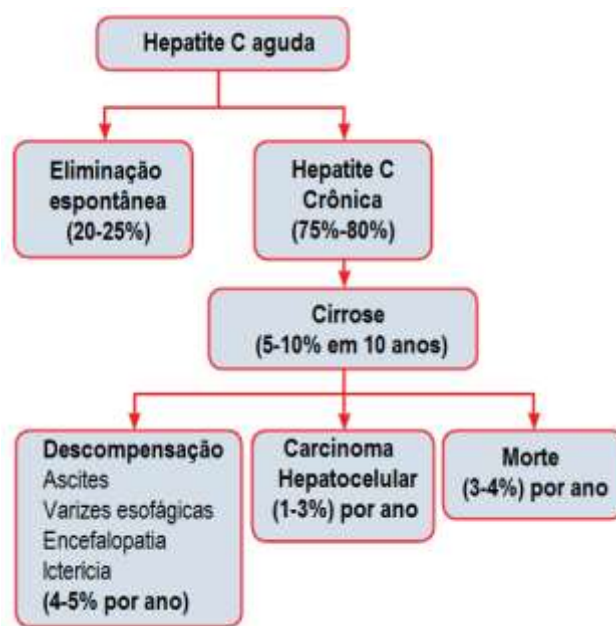 Hepatite C aguda
Eliminação
espontânea
(20-25%)
Hepatite C
Crônica
(75%-80%)
Cirrose
(5-10% em 10 anos)
Descompensação
Ascites
Varizes esofágicas
Encefalopatia
Icterícia
(4-5% por ano)
Carcinoma
Hepatocelular
(1-3%) por ano
Morte
(3-4%) por ano